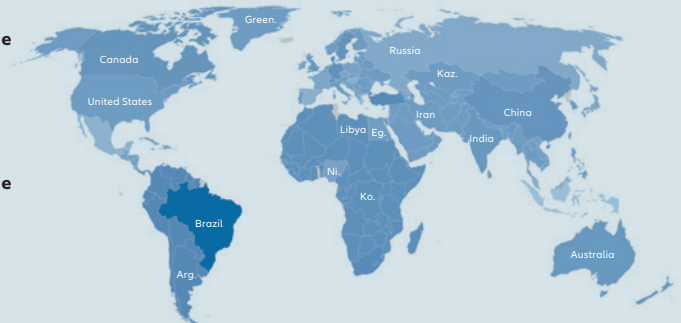 Green.
e
Russia
Canada
Kaz.
United States
Iran
China
Libya
Eg.
India
Ni.
e
Ko.
Brazil
Australia
Arg.